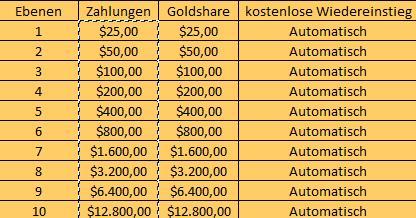 Ebenen Zahlungen Goldshare kostenlose Wiedereinstieg
1 $25,00 $25,00 Automatisch
2 $50,00 $50,00 Automatisch
3 $100,00 $100,00 Automatisch
4 $200,00 $200,00 Automatisch
5 $400,00 $400,00 Automatisch
6 $800,00 $800,00 Automatisch
7 $1.600,00 $1.600,00 Automatisch
8 $3.200,00 $3.200,00 Automatisch
9 $6.400,00 $6.400,00 Automatisch
10 $12.800,00 $12.800,00 Automatisch